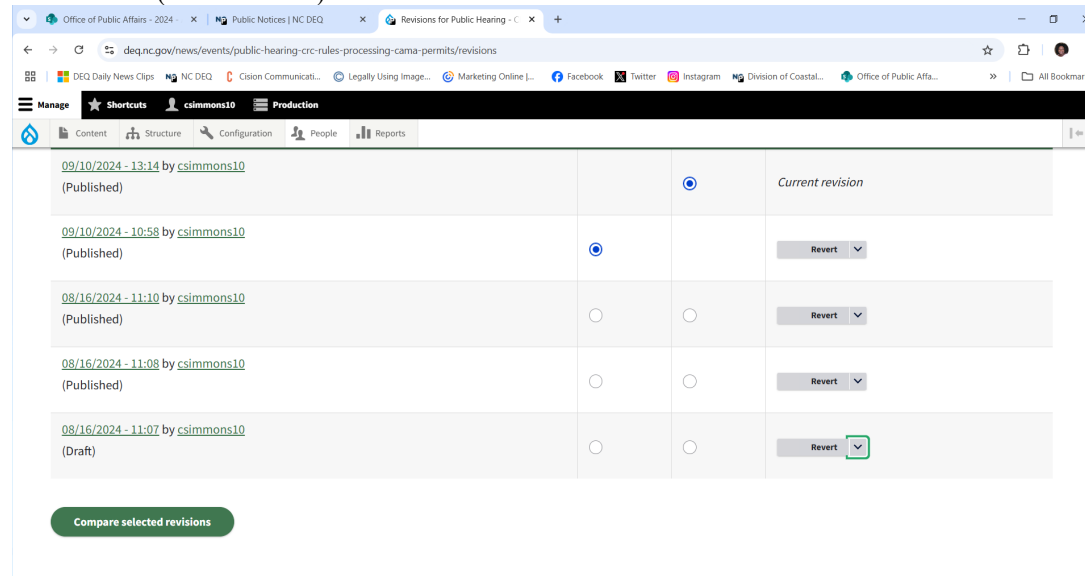 Office of Public Affairs - 2024 - Public Notices | NC DEQ Revisions for Public Hearing - C
deq.nc.gov/news/events/public-hearing-crc-rules-processing-cama-permits/revisions
DEQ Daily News Clips NC DEQ Cision Communicati... Legally Using Image... Marketing Online |... Facebook Twitter Instagram Division of Coastal... Office of Public Affa... » All Bookmar
Manage Shortcuts csimmons10 Production
Content Structure Configuration People Reports
09/10/2024 - 13:14 by csimmons10
(Published)
Current revision
09/10/2024 - 10:58 by csimmons10
(Published)
Revert
08/16/2024 - 11:10 by csimmons10
(Published)
Revert
08/16/2024 - 11:08 by csimmons10
(Published)
Revert
08/16/2024 - 11:07 by csimmons10
(Draft)
Revert
Compare selected revisions